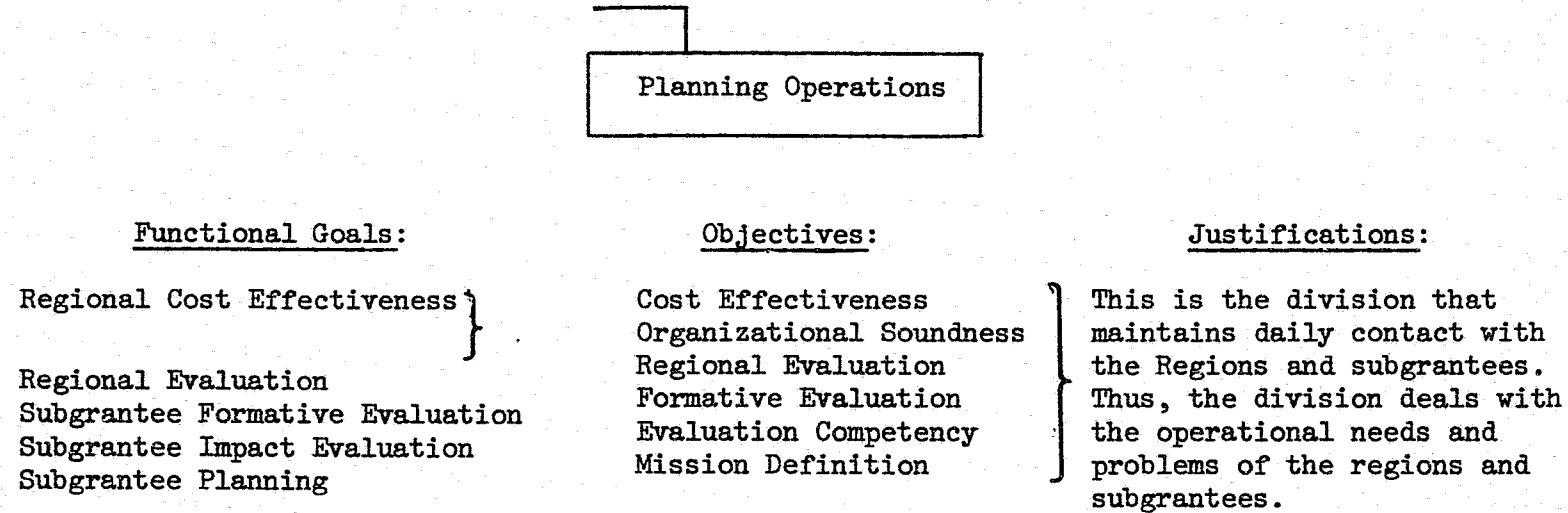 Planning Operations
Functional Goals:
Regional Cost Effectiveness
Regional Evaluation
Subgrantee Formative Evaluation
Subgrantee Impact Evaluation
Subgrantee Planning
Objectives:
Cost Effectiveness
Organizational Soundness
Regional Evaluation
Formative Evaluation
Evaluation Competency
Mission Definition
Justifications:
This is the division that
maintains daily contact with
the Regions and subgrantees.
Thus, the division deals with
the operational needs and
problems of the regions and
subgrantees.